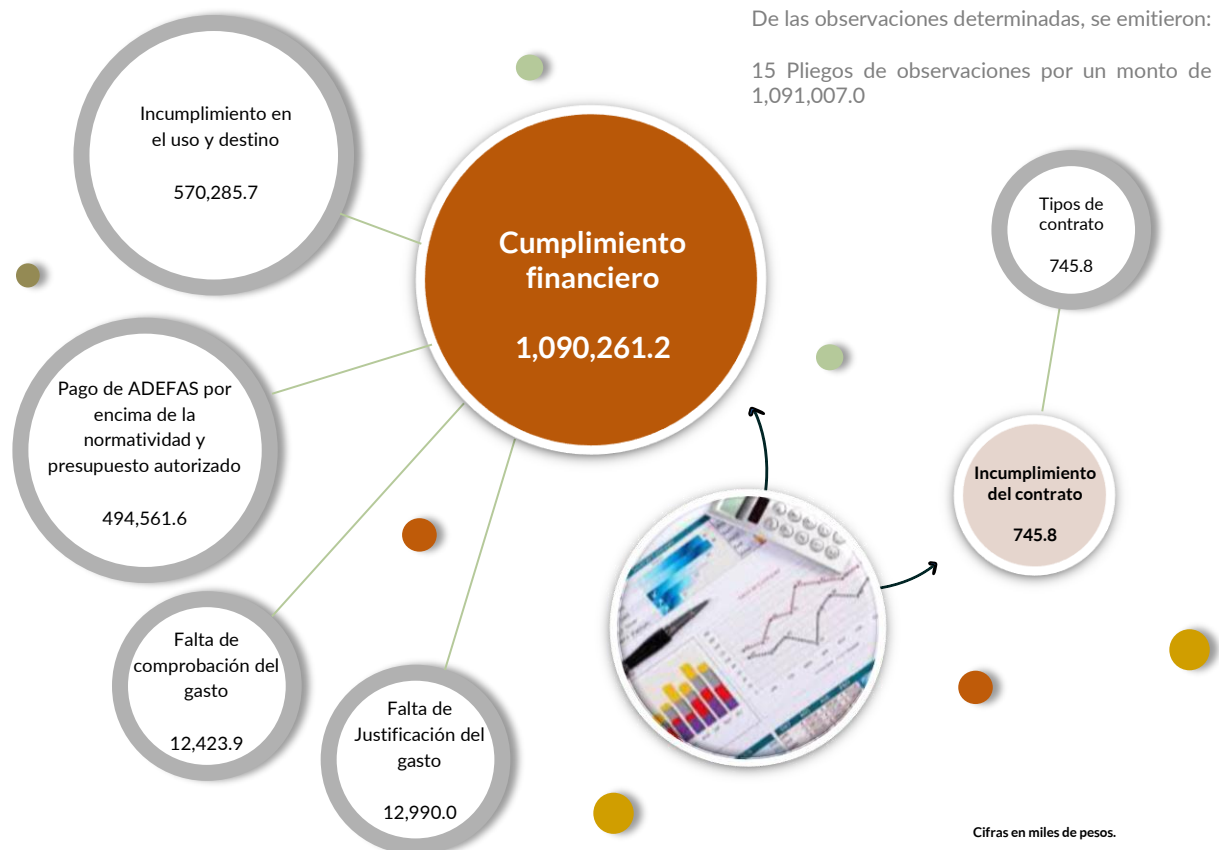 De las observaciones determinadas, se emitieron:
15 Pliegos de observaciones por un monto de
1,091,007.0
Incumplimiento en
el uso y destino
570,285.7
Cumplimiento
financiero
1,090,261.2
Tipos de
contrato
745.8
Pago de ADEFAS por
encima de la
normatividad y
presupuesto autorizado
494,561.6
Incumplimiento
del contrato
745.8
Falta de
comprobación del
gasto
12,423.9
Falta de
Justificación del
gasto
12,990.0
Cifras en miles de pesos.